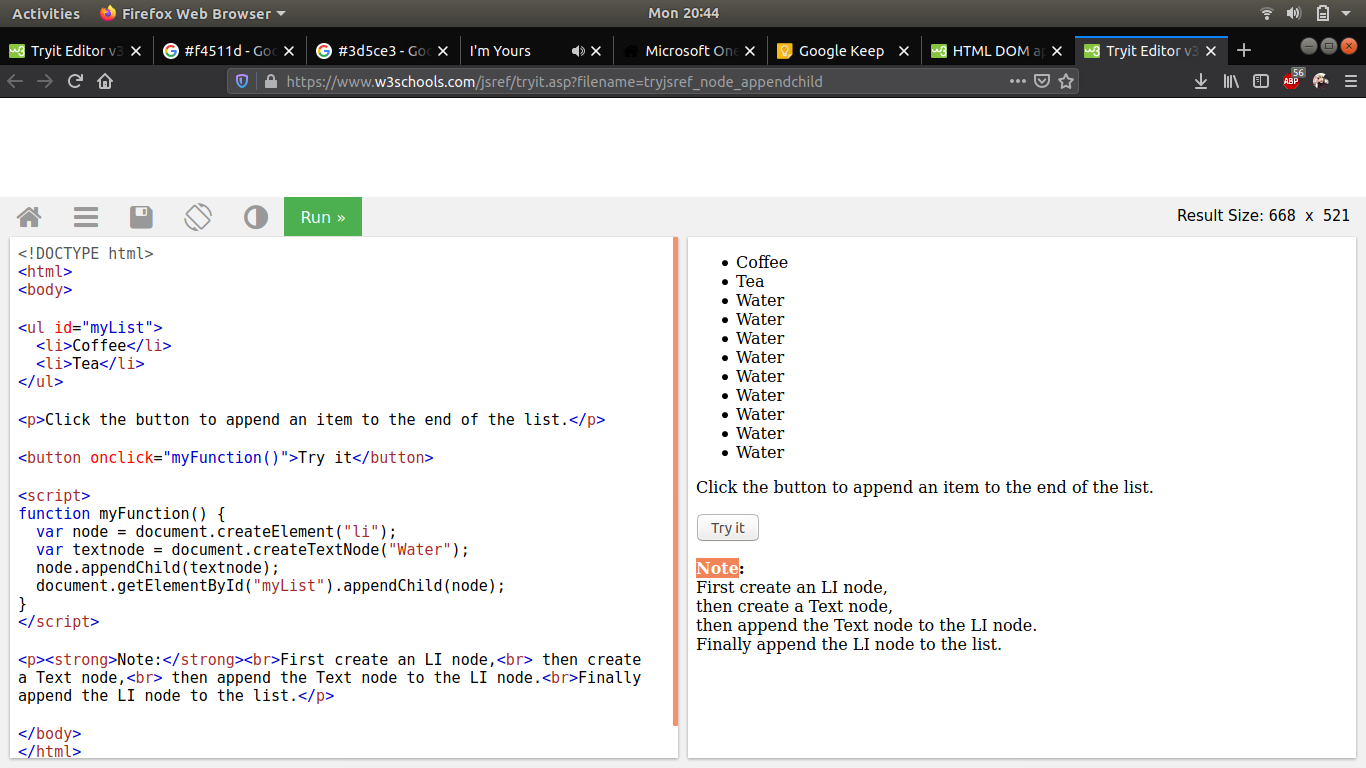 Activities Firefox Web Browser Mon 20:44
Tryit Editor v3 #f4511d - Goo #3d5ce3 - Goo I'm Yours Microsoft One Google Keep HTML DOM ap Tryit Editor v3
https://www.w3schools.com/jsref/tryit.asp?filename=tryjsref_node_appendchild ABP 56
Run » Result Size: 668 x 521
<!DOCTYPE html>
<html>
<body>
<ul id="myList">
  <li>Coffee</li>
  <li>Tea</li>
</ul>
<p>Click the button to append an item to the end of the list.</p>
<button onclick="myFunction()">Try it</button>
<script>
function myFunction() {
  var node = document.createElement("li");
  var textnode = document.createTextNode("Water");
  node.appendChild(textnode);
  document.getElementById("myList").appendChild(node);
}
</script>
<p><strong>Note:</strong><br>First create an LI node,<br> then create
a Text node,<br> then append the Text node to the LI node.<br>Finally
append the LI node to the list.</p>
</body>
</html>
Coffee
Tea
Water
Water
Water
Water
Water
Water
Water
Water
Water
Click the button to append an item to the end of the list.
Try it
Note:
First create an LI node,
then create a Text node,
then append the Text node to the LI node.
Finally append the LI node to the list.